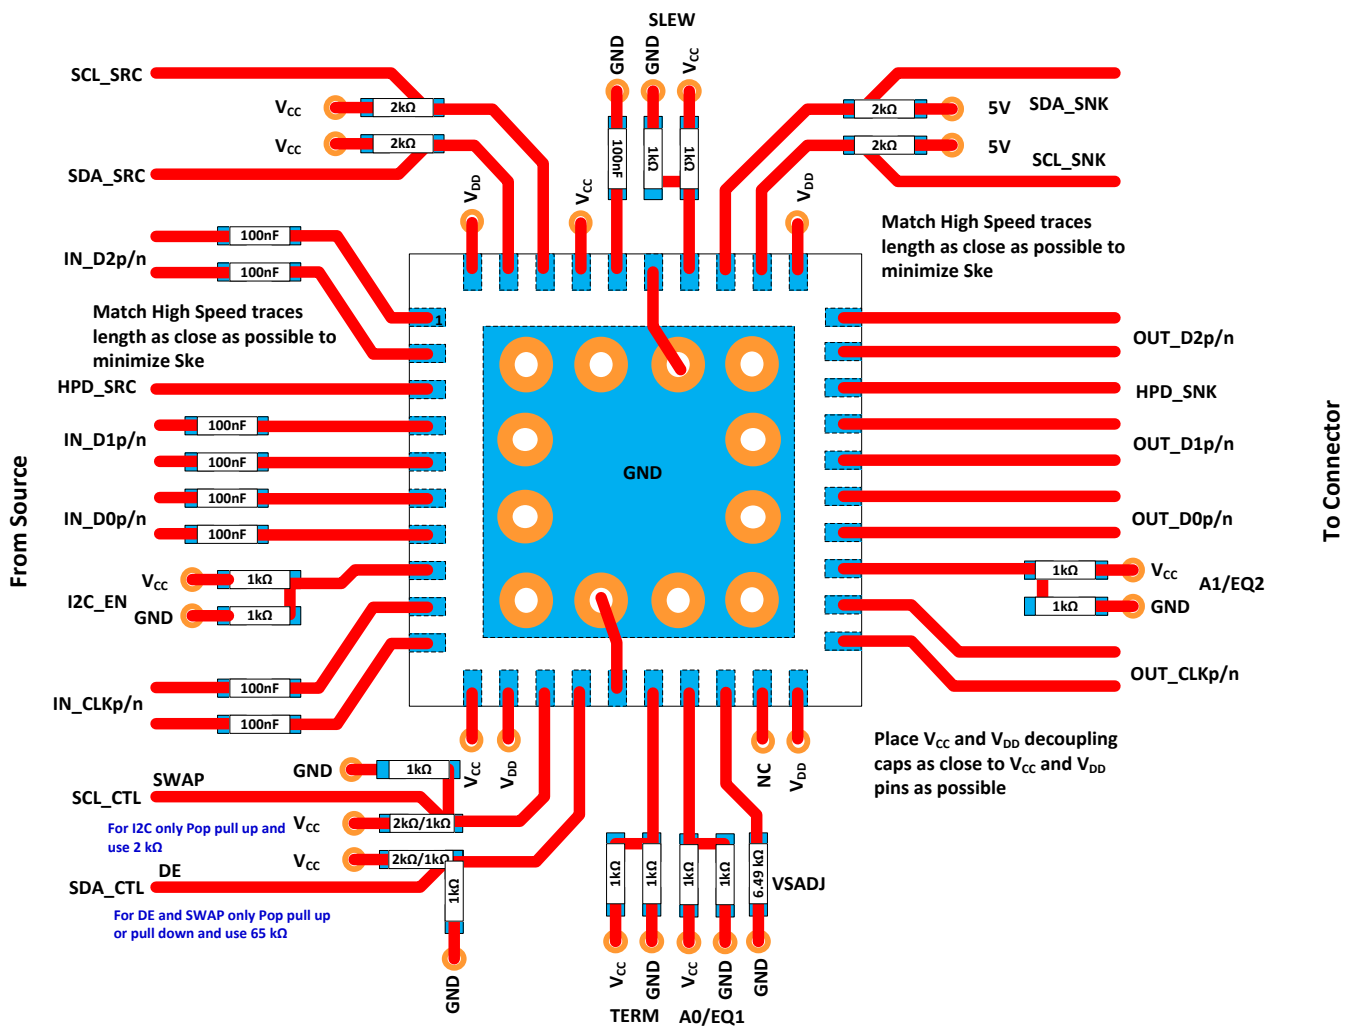 SLEW
GND
GND
VCC
SCL_SRC
VCC
2kΩ
VCC
2kΩ
SDA_SRC
100nF
1kΩ
1kΩ
2kΩ
5V
SDA_SNK
2kΩ
5V
SCL_SNK
VDD
VCC
VDD
100nF
IN_D2p/n
100nF
Match High Speed traces
length as close as possible to
minimize Ske
Match High Speed traces
length as close as possible to
minimize Ske
1
HPD_SRC
IN_D1p/n
100nF
100nF
IN_D0p/n
100nF
100nF
VCC
1kΩ
I2C_EN
GND
1kΩ
IN_CLKp/n
100nF
100nF
From Source
GND
OUT_D2p/n
HPD_SNK
OUT_D1p/n
OUT_D0p/n
1kΩ
VCC
A1/EQ2
1kΩ
GND
OUT_CLKp/n
To Connector
Place VCC and VDD decoupling
caps as close to VCC and VDD
pins as possible
VCC
VDD
NC
VDD
GND
1kΩ
SWAP
SCL_CTL
VCC
2kΩ/1kΩ
For I2C only Pop pull up and
use 2 kΩ
VCC
2kΩ/1kΩ
DE
SDA_CTL
1kΩ
For DE and SWAP only Pop pull up
or pull down and use 65 kΩ
GND
1kΩ
1kΩ
1kΩ
1kΩ
6.49 kΩ
VSADJ
VCC
GND
VCC
GND
GND
TERM
A0/EQ1